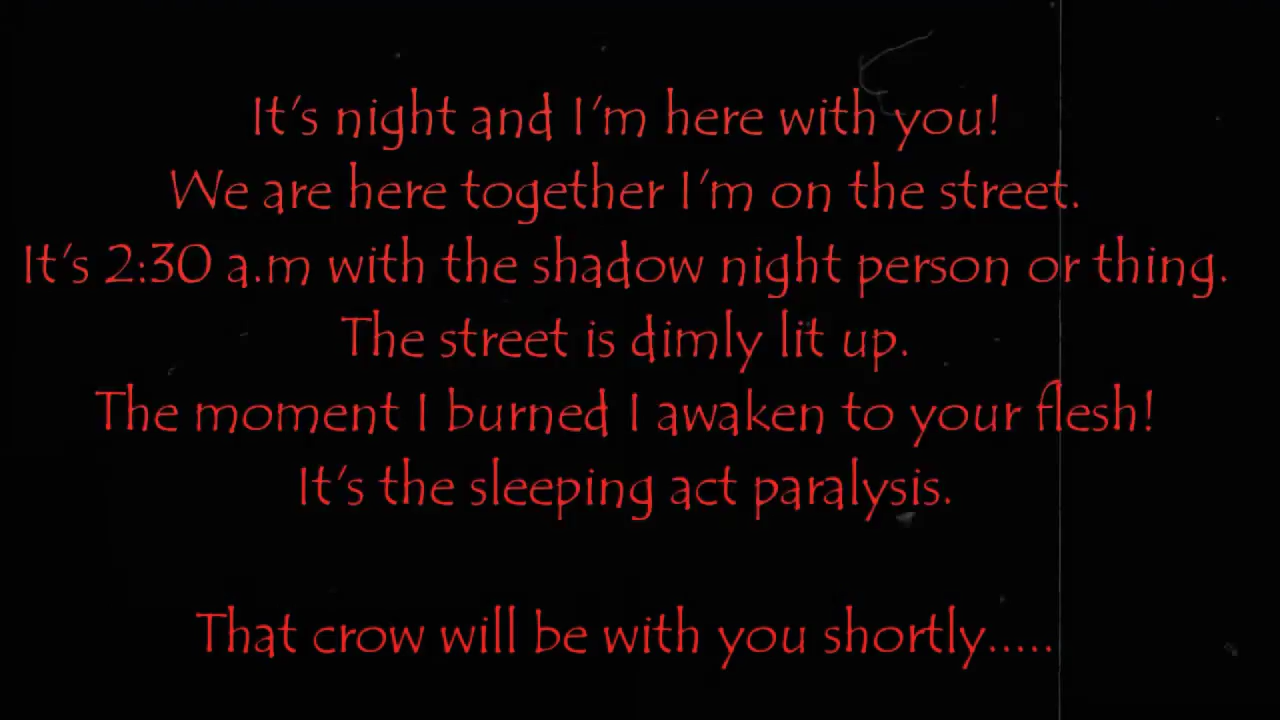 It's night and I'm here with you!
We are here together I'm on the street.
It's 2:30 a.m with the shadow night person or thing.
The street is dimly lit up.
The moment I burned I awaken to your flesh!
It's the sleeping act paralysis.
That crow will be with you shortly.....